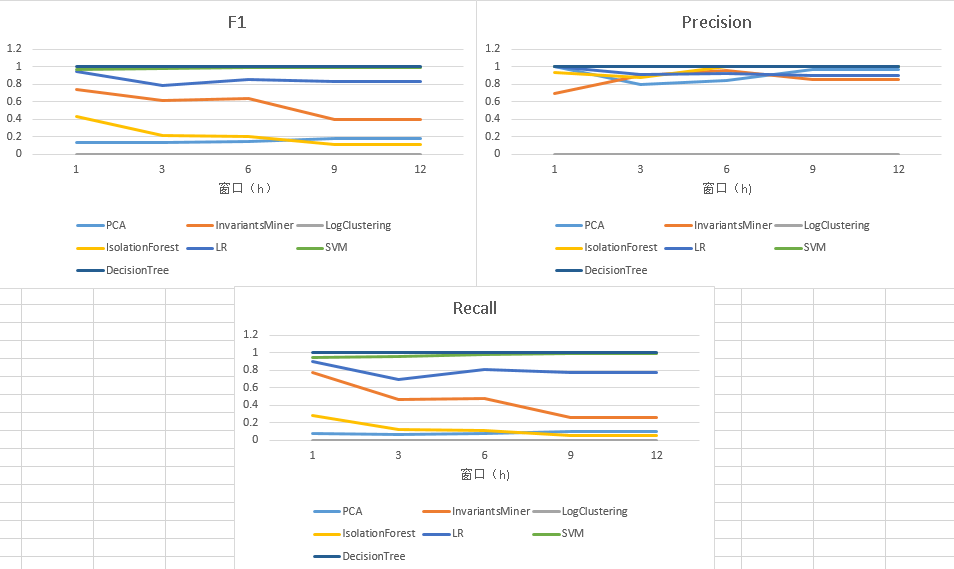 F1
1.2
1
0.8
0.6
0.4
0.2
0
1 3 6 9 12
窗口（h）
PCA InvariantsMiner LogClustering
IsolationForest LR SVM
DecisionTree
Precision
1.2
1
0.8
0.6
0.4
0.2
0
1 3 6 9 12
窗口（h)
PCA InvariantsMiner LogClustering
IsolationForest LR SVM
DecisionTree
Recall
1.2
1
0.8
0.6
0.4
0.2
0
1 3 6 9 12
窗口（h)
PCA InvariantsMiner LogClustering
IsolationForest LR SVM
DecisionTree